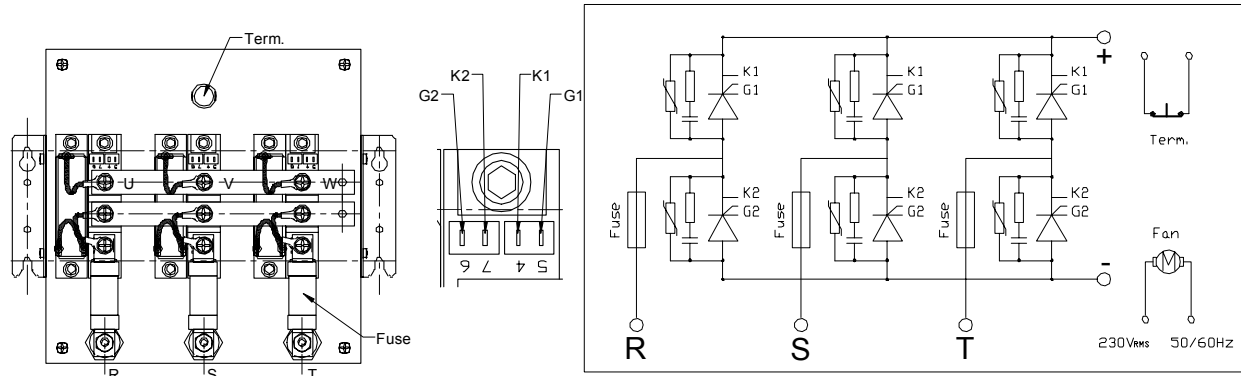 Term.
U
V
W
Fuse
R
S
T
K2
K1
G2
G1
6
7
4
5
+
K1
G1
K1
G1
K1
G1
Term.
K2
G2
K2
G2
K2
G2
Fuse
Fuse
Fuse
Fan
M
-
R
S
T
230VRMS 50/60Hz